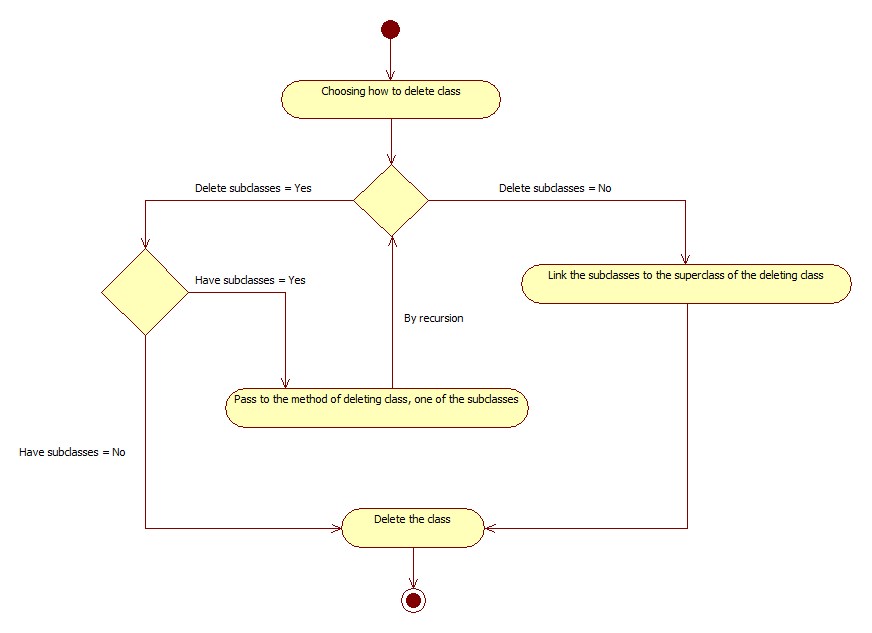 Choosing how to delete class
Delete subclasses = Yes
Delete subclasses = No
Have subclasses = Yes
Link the subclasses to the superclass of the deleting class
By recursion
Pass to the method of deleting class, one of the subclasses
Have subclasses = No
Delete the class